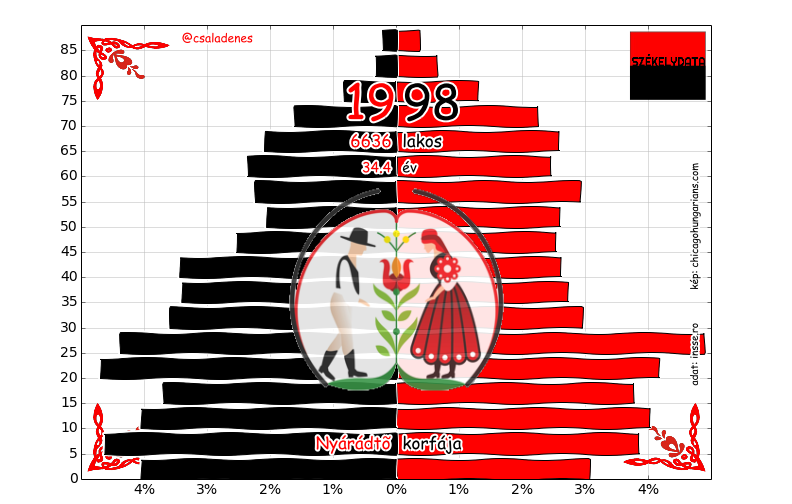 @csaladenes
SZÉKELYDATA
1998
6636 lakos
34.4 év
kép: chicagohungarians.com
adat: insse.ro
Nyárádtő korfája
85
80
75
70
65
60
55
50
45
40
35
30
25
20
15
10
5
0
4% 3% 2% 1% 0% 1% 2% 3% 4%